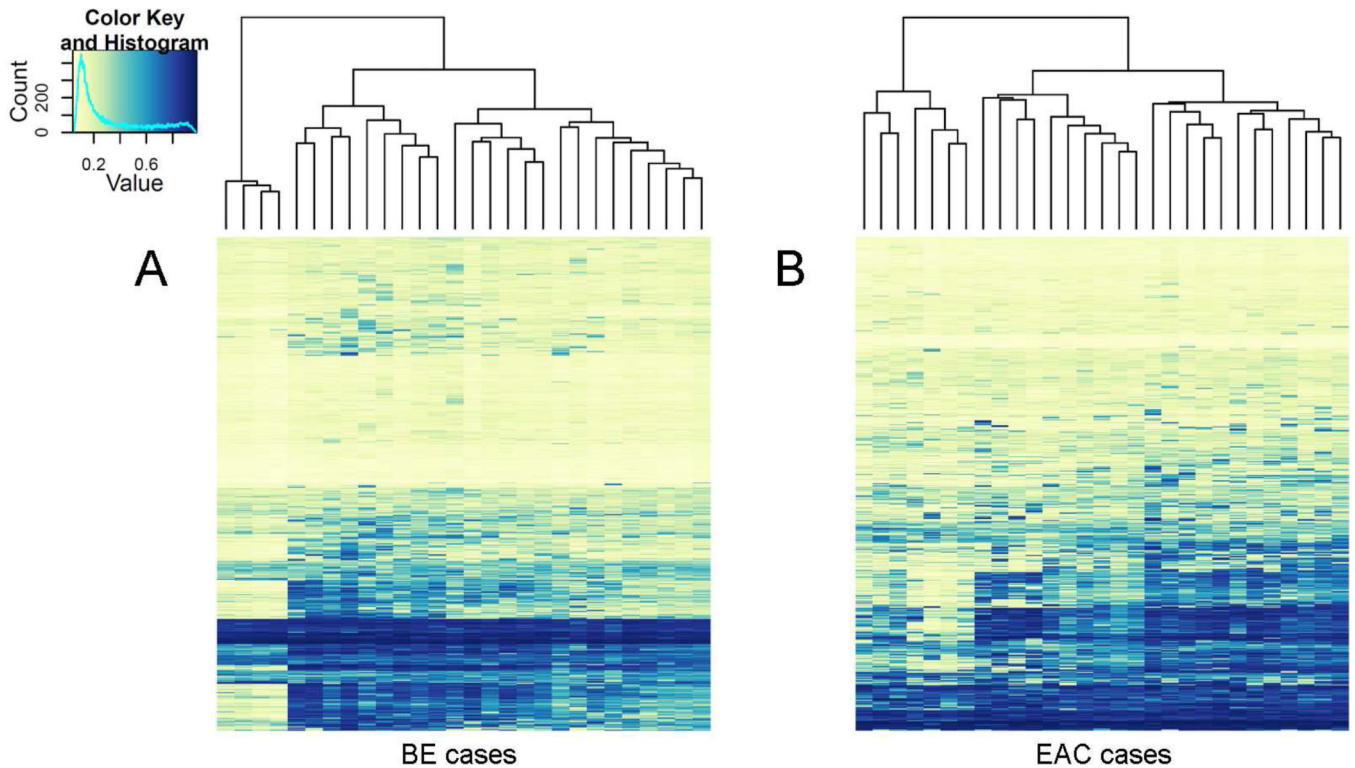 Color Key
and Histogram
Count
0 200
0.2 0.6
Value
A
B
BE cases
EAC cases